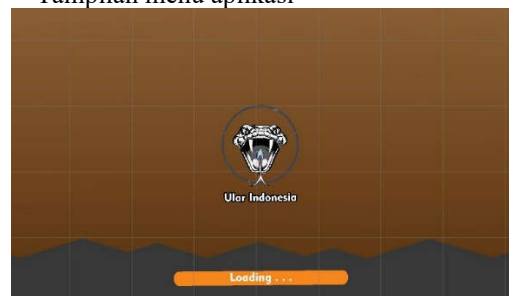 Tampilan menu aplikasi
Ular Indonesia
Loading . . .